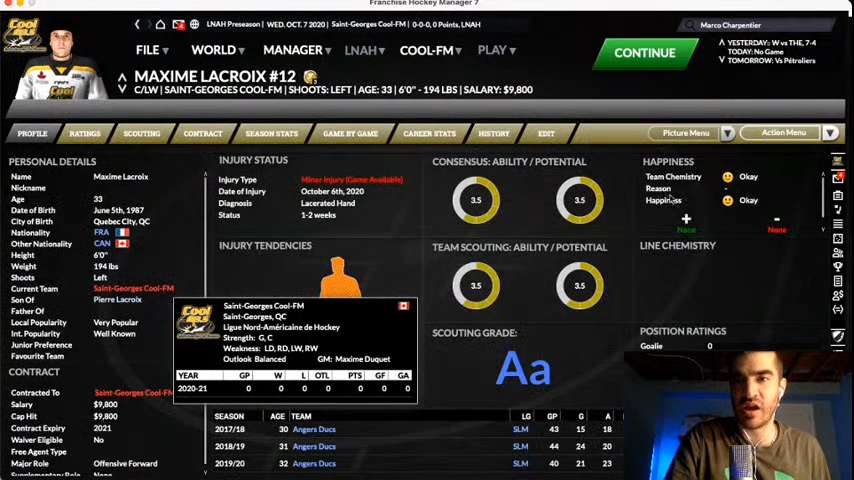 Franchise Hockey Manager 7
LNAH Preseason | WED. OCT. 7 2020 | Saint-Georges Cool-FM | 0-0-0, 0 Points, LNAH
Marco Charpentier
FILE WORLD MANAGER LNAH COOL-FM PLAY
CONTINUE
YESTERDAY: W vs THE, 7-4
TODAY: No Game
TOMORROW: Vs Pétroliers
MAXIME LACROIX #12
C/LW | SAINT-GEORGES COOL-FM | SHOOTS: LEFT | AGE: 33 | 6'0" - 194 LBS | SALARY: $9,800
PROFILE RATINGS SCOUTING CONTRACT SEASON STATS GAME BY GAME CAREER STATS HISTORY EDIT Picture Menu Action Menu
PERSONAL DETAILS
Name Maxime Lacroix
Nickname
Age 33
Date of Birth June 5th, 1987
City of Birth Quebec City, QC
Nationality FRA
Other Nationality CAN
Height 6'0"
Weight 194 lbs
Shoots Left
Current Team Saint-Georges Cool-FM
Son Of Pierre Lacroix
Father Of
Local Popularity Very Popular
Int. Popularity Well Known
Junior Preference
Favourite Team
CONTRACT
Contracted To Saint-Georges Cool-FM
Salary $9,800
Cap Hit $9,800
Contract Expiry 2021
Waiver Eligible No
Free Agent Type
Major Role Offensive Forward
Supplementary Role None
INJURY STATUS
Injury Type Minor Injury (Game Available)
Date of Injury October 6th, 2020
Diagnosis Lacerated Hand
Status 1-2 weeks
INJURY TENDENCIES
Saint-Georges Cool-FM
Saint-Georges, QC
Ligue Nord-Américaine de Hockey
Strength: G, C
Weakness: LD, RD, LW, RW
Outlook Balanced GM: Maxime Duquet
YEAR GP W L OTL PTS GF GA
2020-21 0 0 0 0 0 0 0
SEASON AGE TEAM LG GP G A
2017/18 30 Angers Ducs SLM 43 15 18
2018/19 31 Angers Ducs SLM 44 24 20
2019/20 32 Angers Ducs SLM 40 21 23
CONSENSUS: ABILITY / POTENTIAL
3.5 3.5
TEAM SCOUTING: ABILITY / POTENTIAL
3.5 3.5
SCOUTING GRADE:
Aa
HAPPINESS
Team Chemistry Okay
Reason -
Happiness Okay
+ -
None None
LINE CHEMISTRY
POSITION RATINGS
Goalie 0